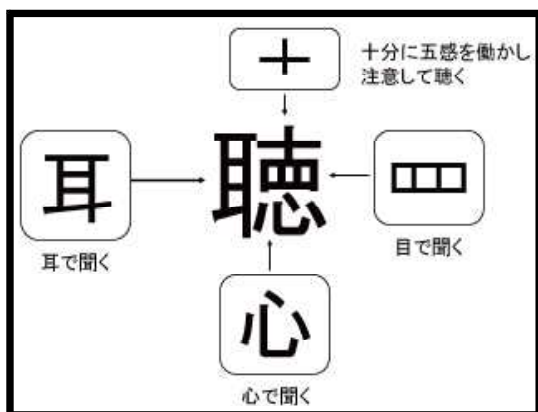 十
十分に五感を働かし
注意して聴く
耳
聴
罒
耳で聞く
目で聞く
心
心で聞く